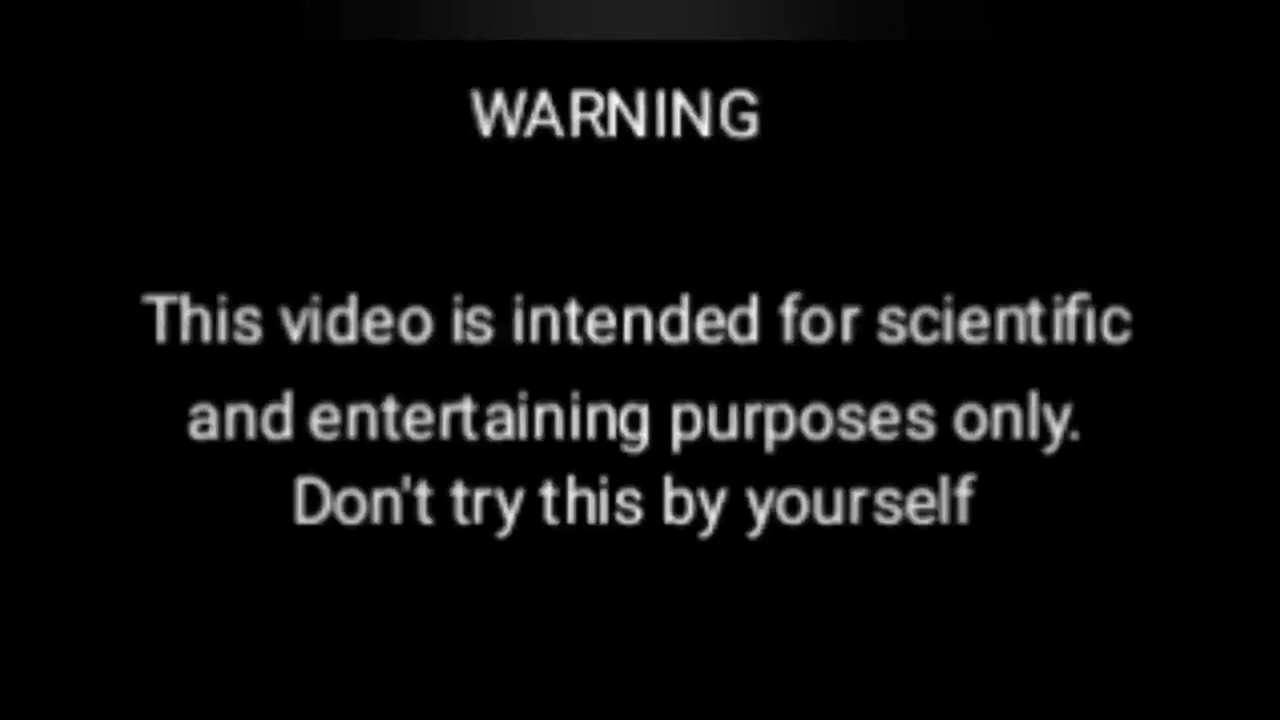 WARNING
This video is intended for scientific
and entertaining purposes only.
Don't try this by yourself